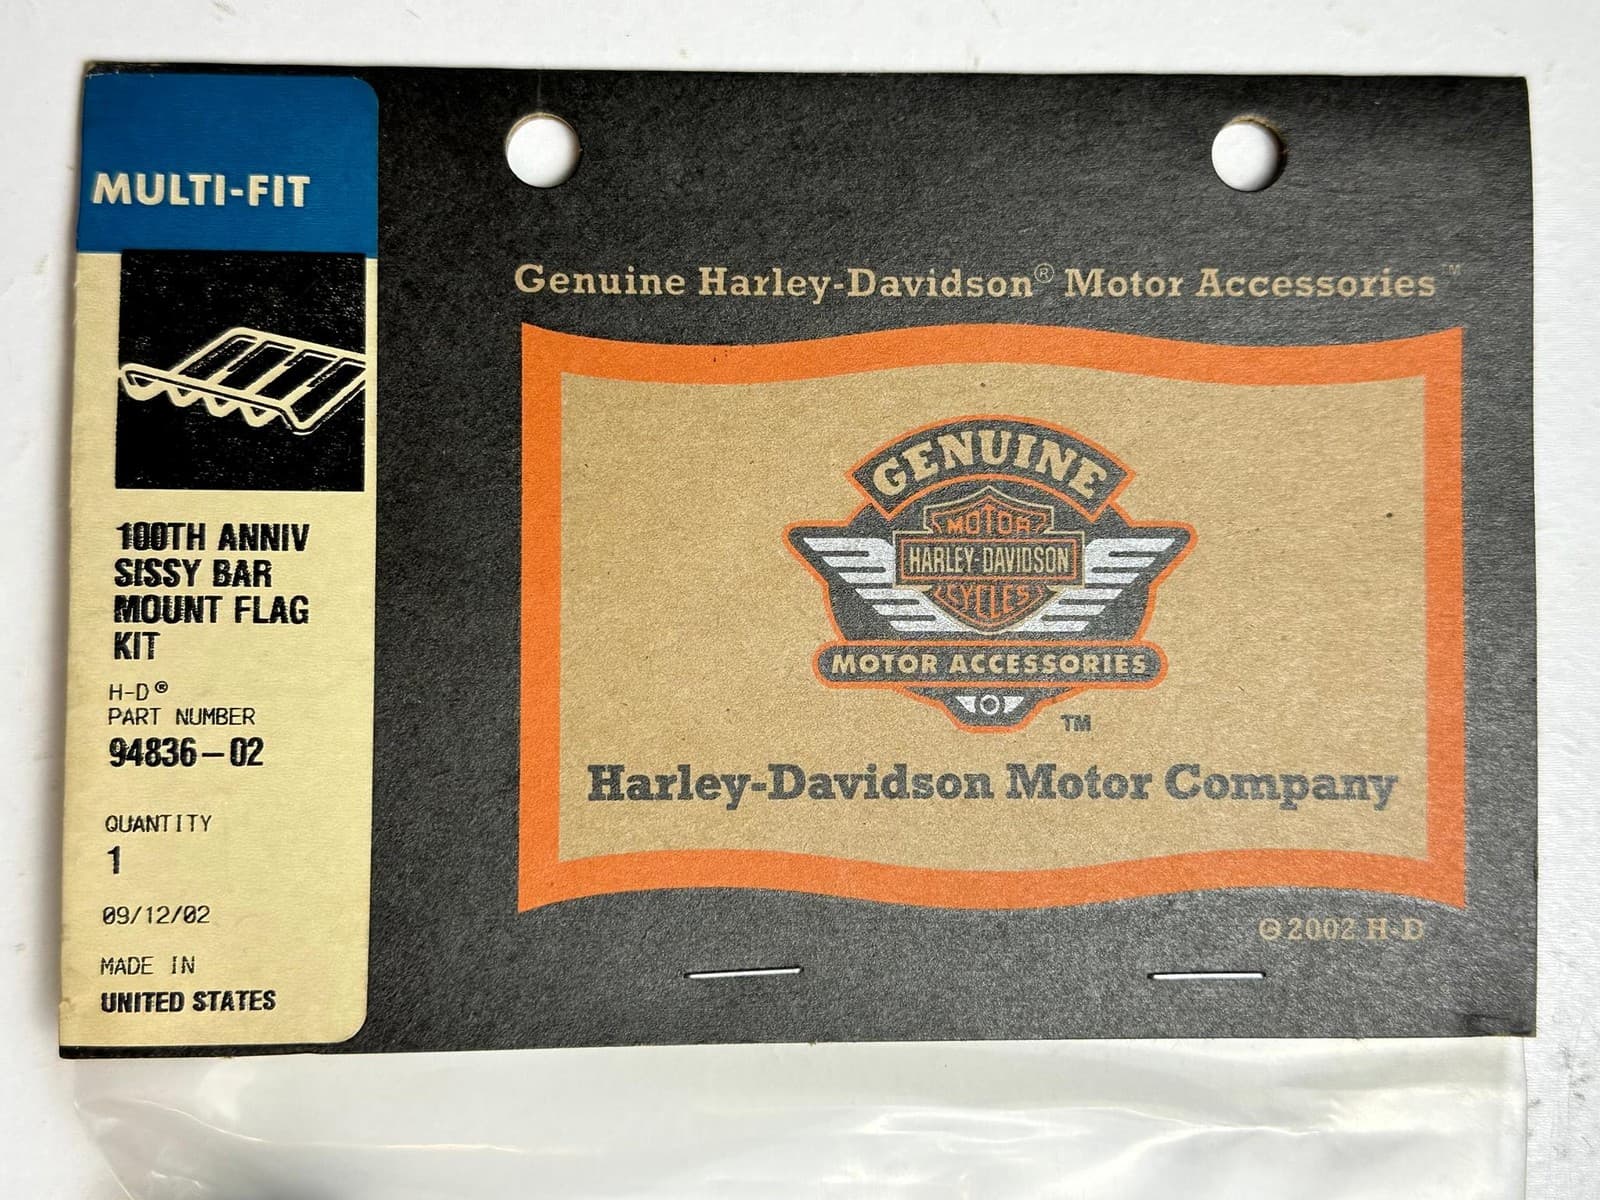 MULTI-FIT
100TH ANNIV
SISSY BAR
MOUNT FLAG
KIT
H-D®
PART NUMBER
94836-02
QUANTITY
1
09/12/02
MADE IN
UNITED STATES
Genuine Harley-Davidson® Motor Accessories™
GENUINE
MOTOR
HARLEY-DAVIDSON
CYCLES
MOTOR ACCESSORIES
TM
Harley-Davidson Motor Company
©2002 H-D